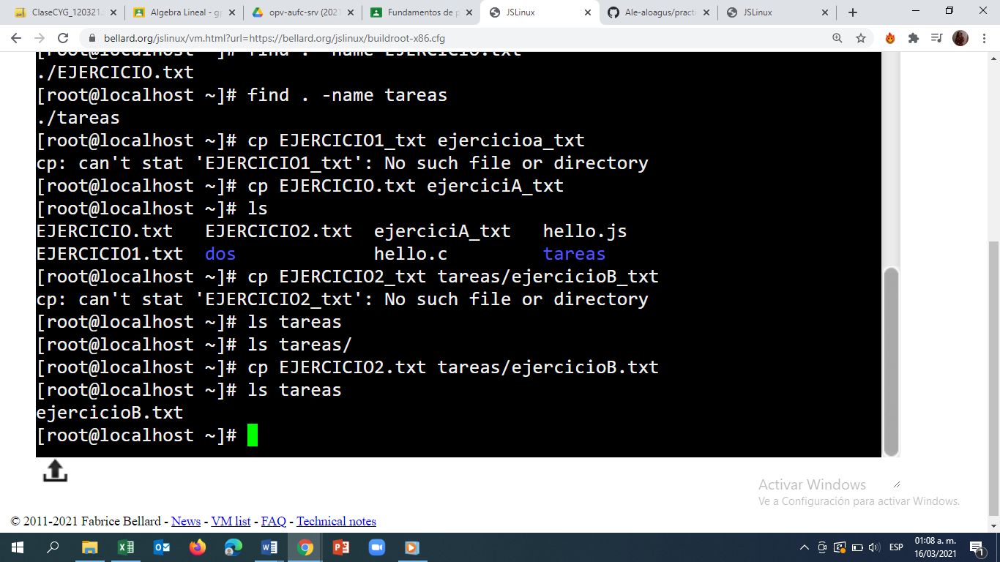 ClaseCYG_120321.
Algebra Lineal - gp
opv-aufc-srv (2021
Fundamentos de p
JSLinux
Ale-aloagus/practi
JSLinux
bellard.org/jslinux/vm.html?url=https://bellard.org/jslinux/buildroot-x86.cfg
[root@localhost ~]# find . -name EJERCICIO.txt
./EJERCICIO.txt
[root@localhost ~]# find . -name tareas
./tareas
[root@localhost ~]# cp EJERCICIO1_txt ejercicioa_txt
cp: can't stat 'EJERCICIO1_txt': No such file or directory
[root@localhost ~]# cp EJERCICIO.txt ejerciciA_txt
[root@localhost ~]# ls
EJERCICIO.txt EJERCICIO2.txt ejerciciA_txt hello.js
EJERCICIO1.txt dos hello.c tareas
[root@localhost ~]# cp EJERCICIO2_txt tareas/ejercicioB_txt
cp: can't stat 'EJERCICIO2_txt': No such file or directory
[root@localhost ~]# ls tareas
[root@localhost ~]# ls tareas/
[root@localhost ~]# cp EJERCICIO2.txt tareas/ejercicioB.txt
[root@localhost ~]# ls tareas
ejercicioB.txt
[root@localhost ~]#
Activar Windows
Ve a Configuración para activar Windows.
© 2011-2021 Fabrice Bellard - News - VM list - FAQ - Technical notes
ESP
01:08 a. m.
16/03/2021
1